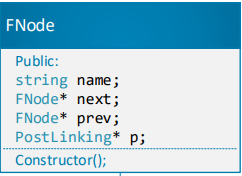 FNode
Public:
string name;
FNode* next;
FNode* prev;
PostLinking* p;
Constructor();